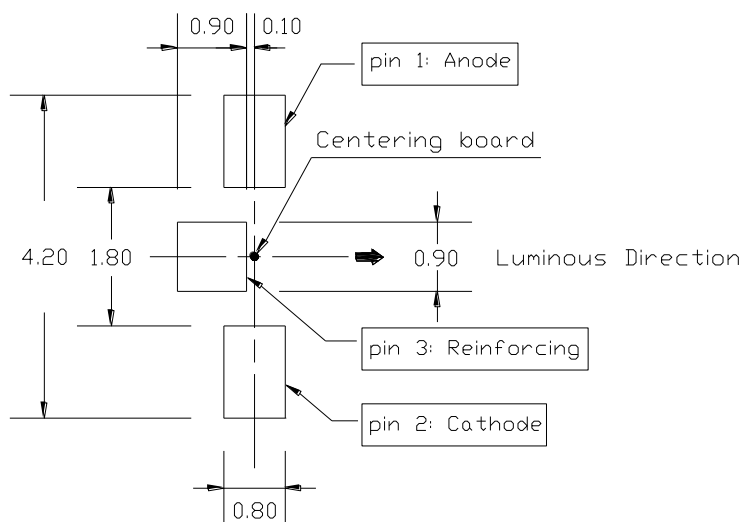 0.90 0.10
pin 1: Anode
Centering board
4.20 1.80 0.90 Luminous Direction
pin 3: Reinforcing
pin 2: Cathode
0.80